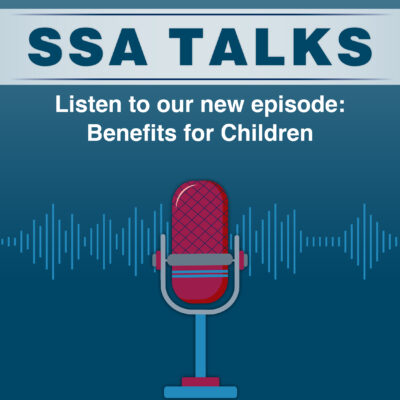 SSA TALKS
Listen to our new episode:
Benefits for Children